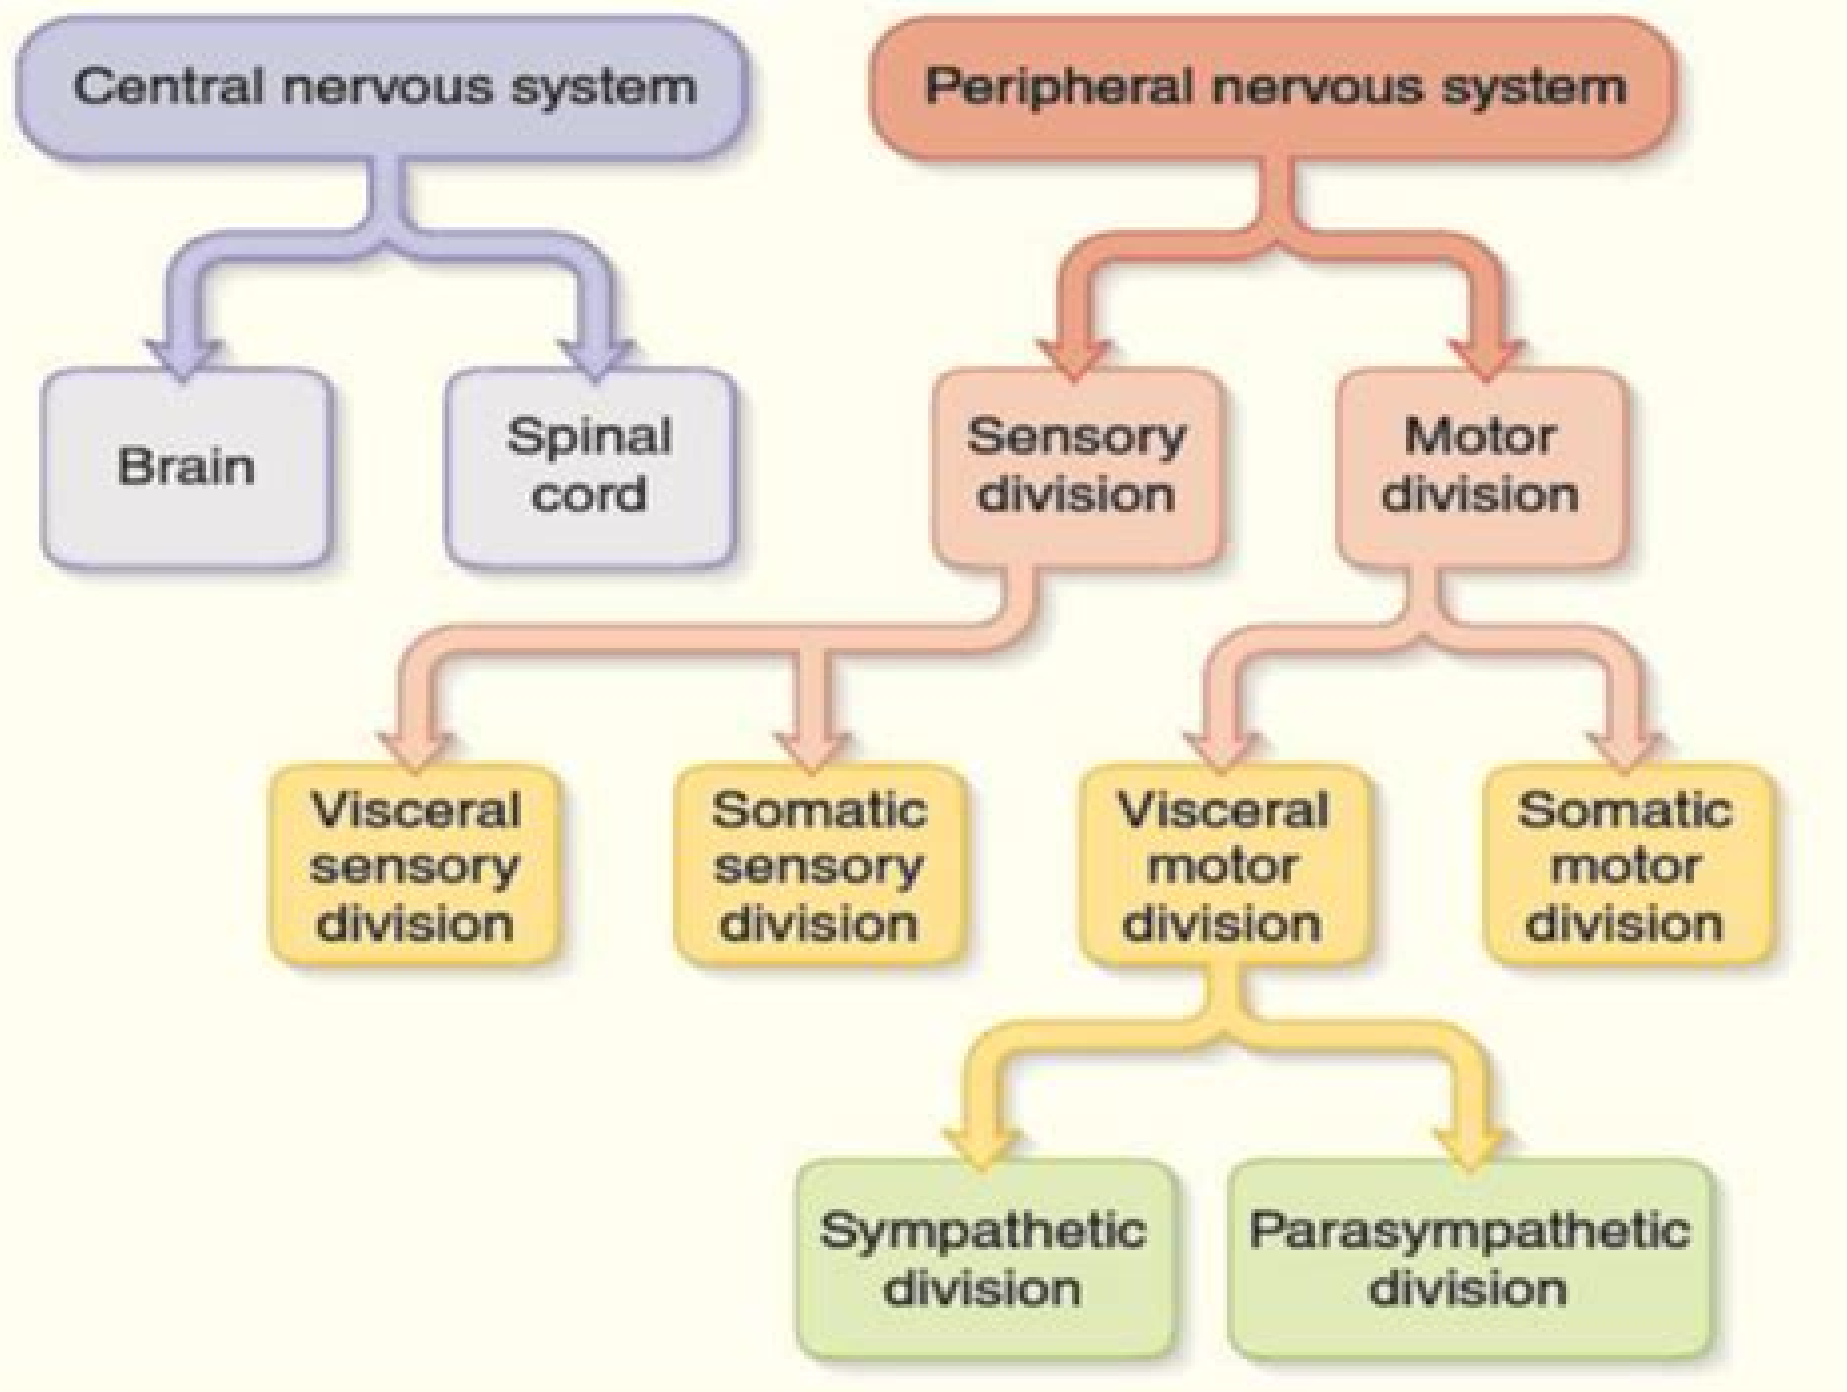 Central nervous system
Peripheral nervous system
Brain
Spinal
cord
Sensory
division
Motor
division
Visceral
sensory
division
Somatic
sensory
division
Visceral
motor
division
Somatic
motor
division
Sympathetic
division
Parasympathetic
division